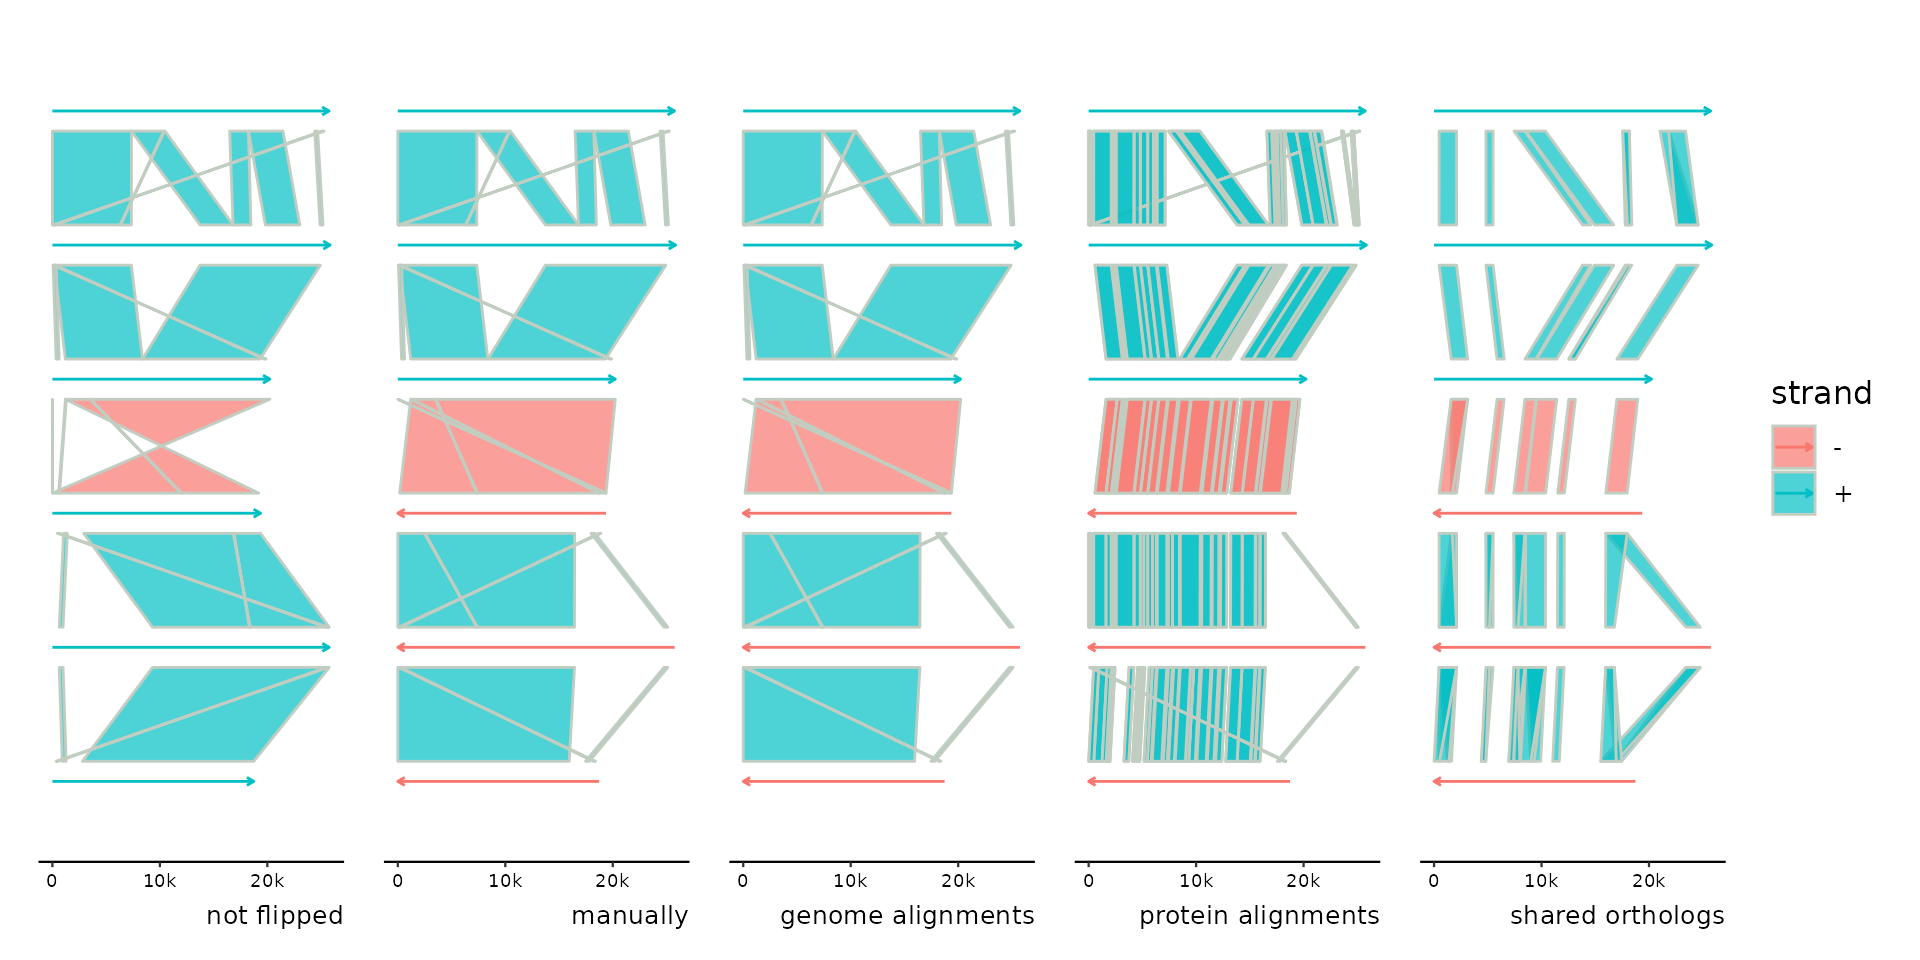 strand
-
+
0 10k 20k 0 10k 20k 0 10k 20k 0 10k 20k 0 10k 20k
not flipped manually genome alignments protein alignments shared orthologs